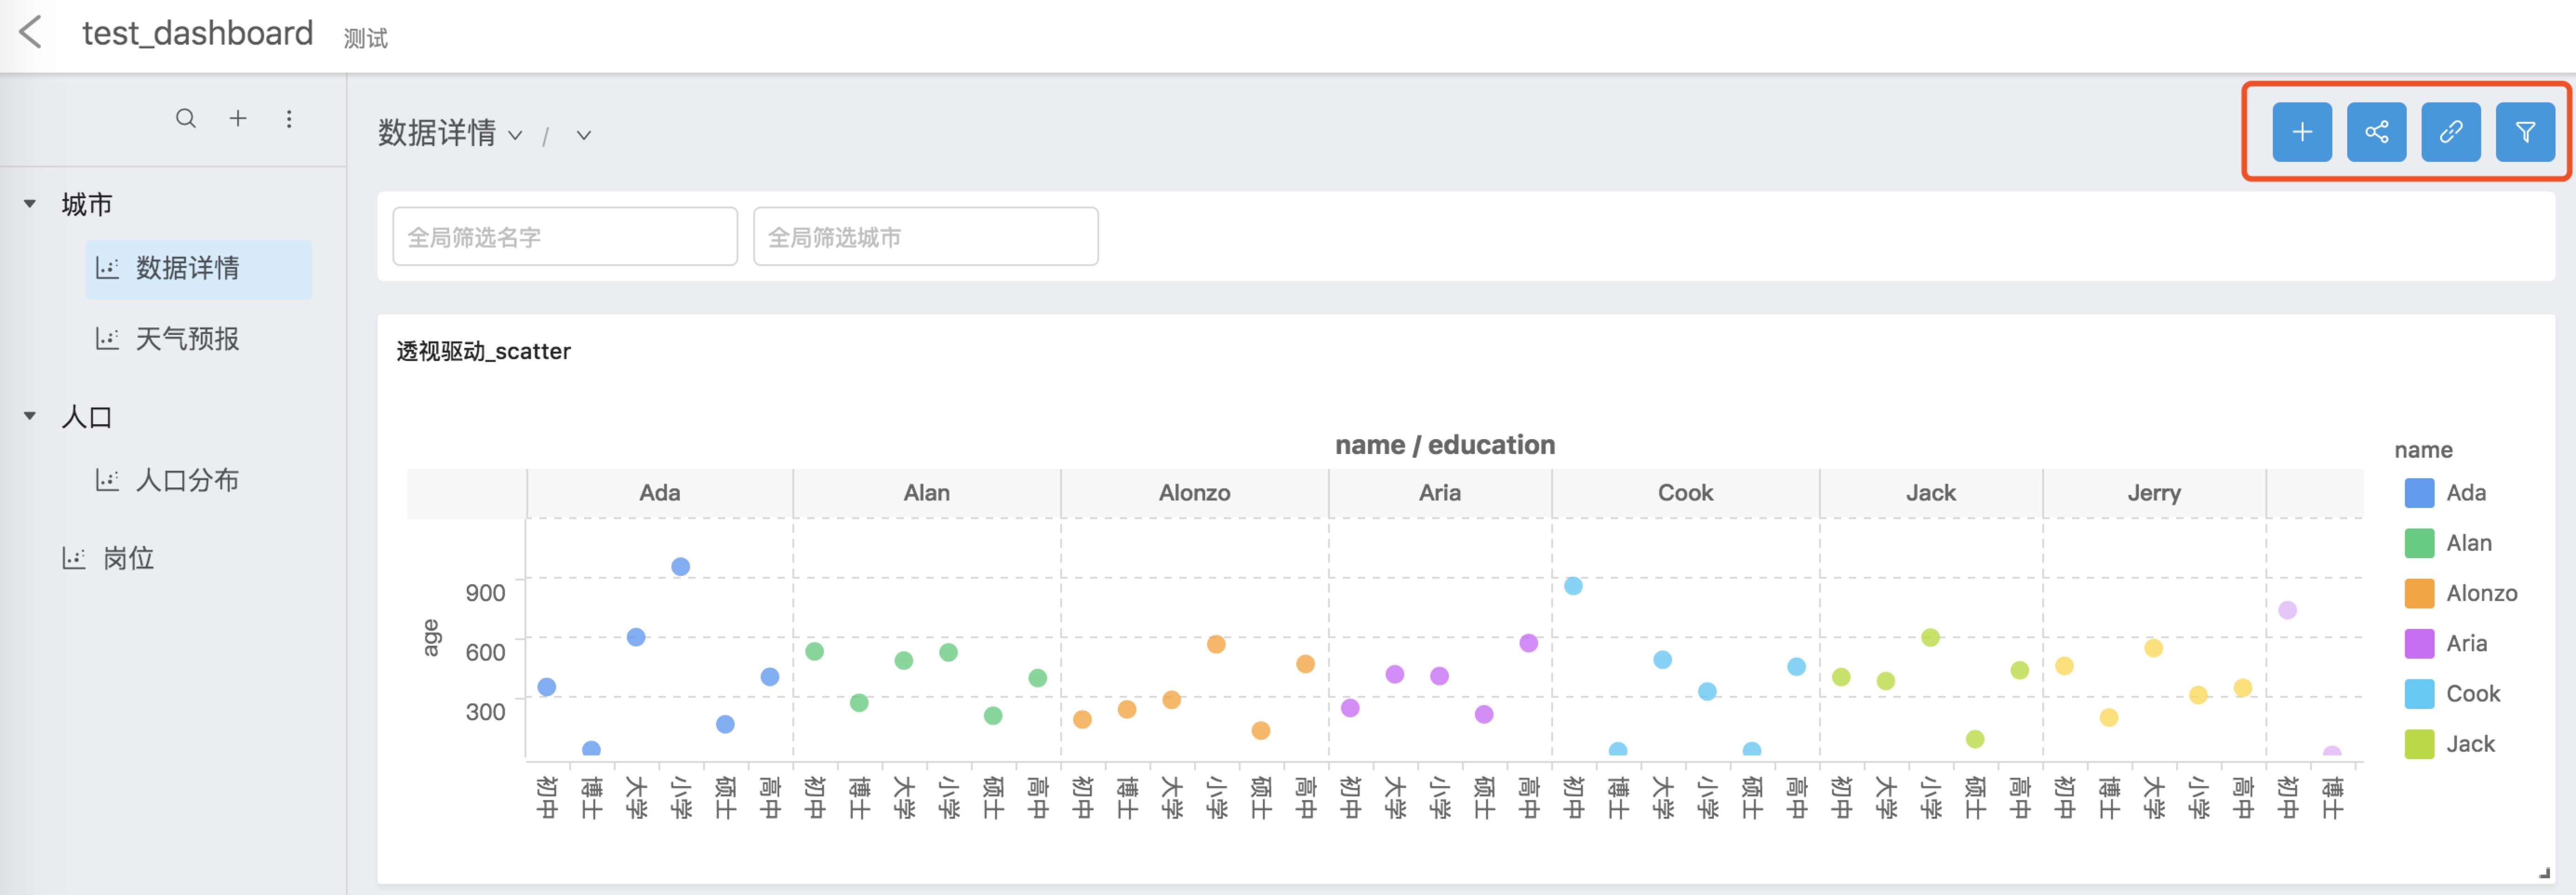 test_dashboard 测试
城市
数据详情
天气预报
人口
人口分布
岗位
数据详情 /
全局筛选名字 全局筛选城市
透视驱动_scatter
name / education
Ada Alan Alonzo Aria Cook Jack Jerry
age
900
600
300
初中 博士 大学 小学 硕士 高中 初中 博士 大学 小学 硕士 高中 初中 博士 大学 小学 硕士 高中 初中 大学 小学 硕士 高中 初中 博士 大学 小学 硕士 高中 初中 大学 小学 硕士 高中 初中 博士 大学 小学 高中 初中 博士
name
Ada
Alan
Alonzo
Aria
Cook
Jack